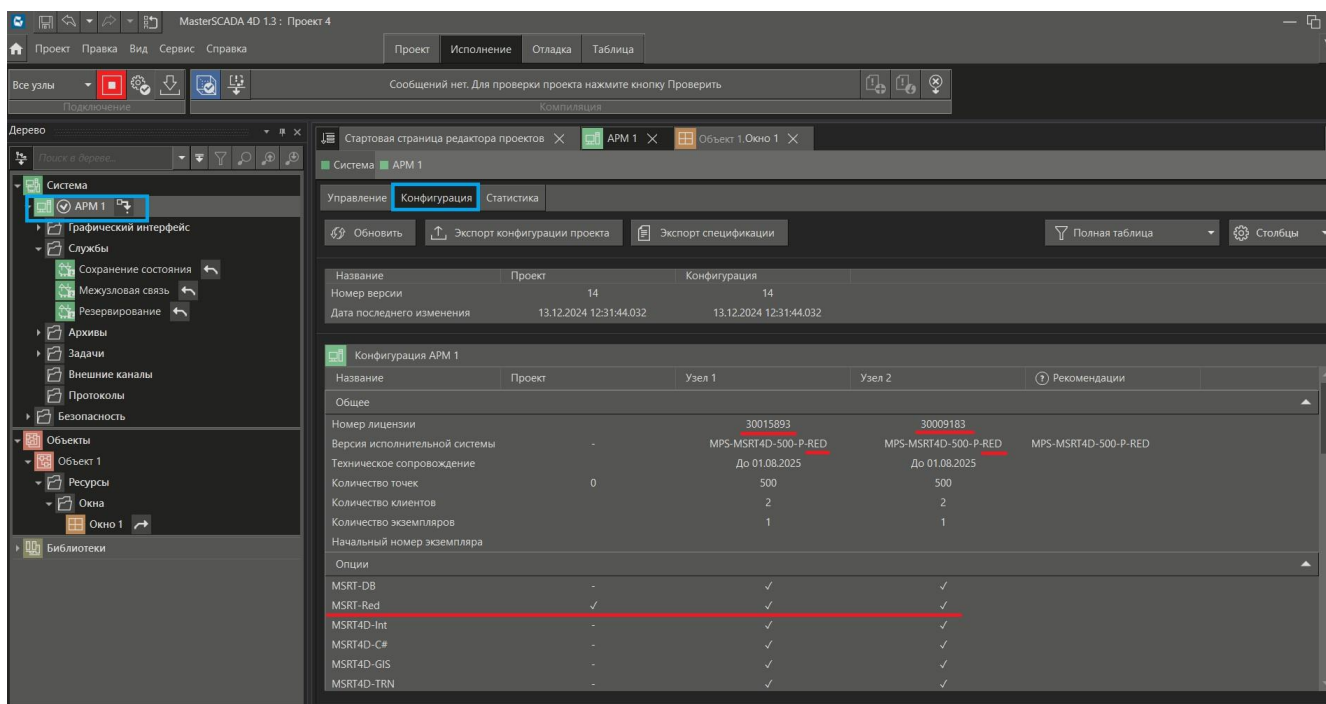 MasterSCADA 4D 1.3 : Проект 4
Проект Правка Вид Сервис Справка
Проект Исполнение Отладка Таблица
Все узлы
Сообщений нет. Для проверки проекта нажмите кнопку Проверить
Подключение
Компиляция
Дерево
Поиск в дереве...
Система
АРМ 1
Графический интерфейс
Службы
Сохранение состояния
Межузловая связь
Резервирование
Архивы
Задачи
Внешние каналы
Протоколы
Безопасность
Объекты
Объект 1
Ресурсы
Окна
Окно 1
Библиотеки
Стартовая страница редактора проектов АРМ 1 Объект 1.Окно 1
Система АРМ 1
Управление Конфигурация Статистика
Обновить Экспорт конфигурации проекта Экспорт спецификации Полная таблица Столбцы
Название Проект Конфигурация
Номер версии 14 14
Дата последнего изменения 13.12.2024 12:31:44.032 13.12.2024 12:31:44.032
Конфигурация АРМ 1
Название Проект Узел 1 Узел 2 ? Рекомендации
Общее
Номер лицензии 30015893 30009183
Версия исполнительной системы - MPS-MSRT4D-500-P-RED MPS-MSRT4D-500-P-RED MPS-MSRT4D-500-P-RED
Техническое сопровождение До 01.08.2025 До 01.08.2025
Количество точек 0 500 500
Количество клиентов 2 2
Количество экземпляров 1 1
Начальный номер экземпляра
Опции
MSRT-DB - ✓ ✓
MSRT-Red ✓ ✓ ✓
MSRT4D-Int - ✓ ✓
MSRT4D-C# - ✓ ✓
MSRT4D-GIS - ✓ ✓
MSRT4D-TRN - ✓ ✓